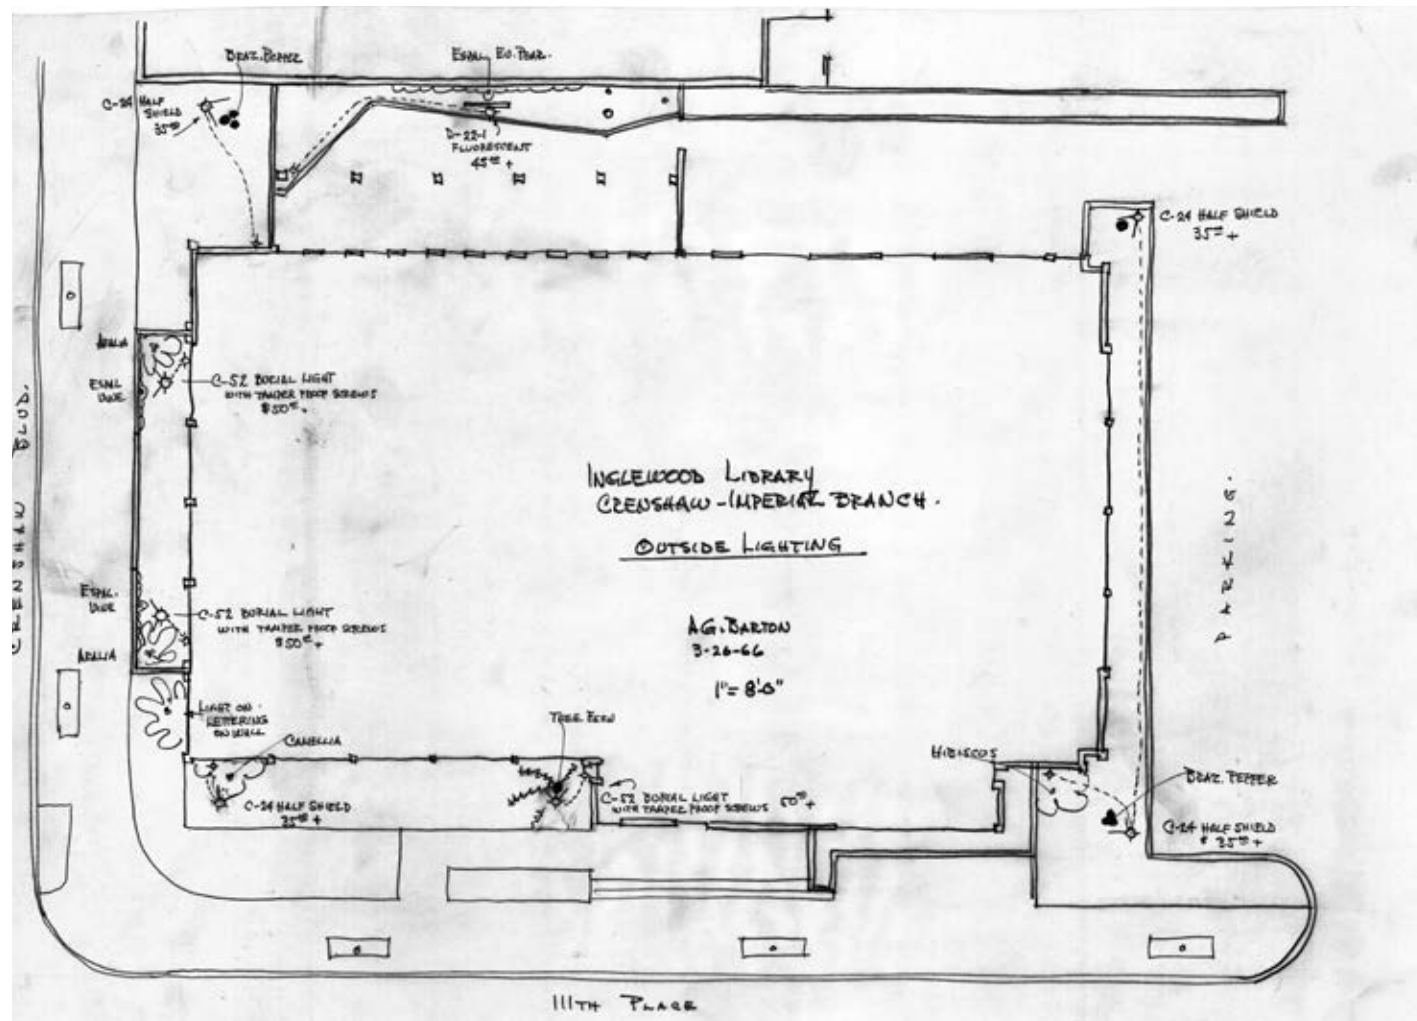 BRAZ. PEPPER
ESPAL. EV. PEAR.
C-24 HALF
SHIELD
35⁰⁰
D-22-1
FLUORESCENT
45⁰⁰ +
C-24 HALF SHIELD
35⁰⁰ +
ARALIA
ESPAL
VINE
C-52 BURIAL LIGHT
WITH TAMPER PROOF SCREWS
$50⁰⁰
CRENSHAW BLVD.
INGLEWOOD LIBRARY
CRENSHAW-IMPERIAL BRANCH.
OUTSIDE LIGHTING
A.G. BARTON
3-26-66
1"= 8'0"
PARKING.
ESPAL.
VINE
C-52 BURIAL LIGHT
WITH TAMPER PROOF SCREWS
$50⁰⁰ +
ARALIA
LIGHT ON
LETTERING
ON WALL
CAMELLIA
TREE FERN
HIBISCUS
BRAZ. PEPPER
C-24 HALF SHIELD
35⁰⁰ +
C-52 BURIAL LIGHT
WITH TAMPER PROOF SCREWS 50⁰⁰ +
C-24 HALF SHIELD
$ 35⁰⁰ +
111TH PLACE